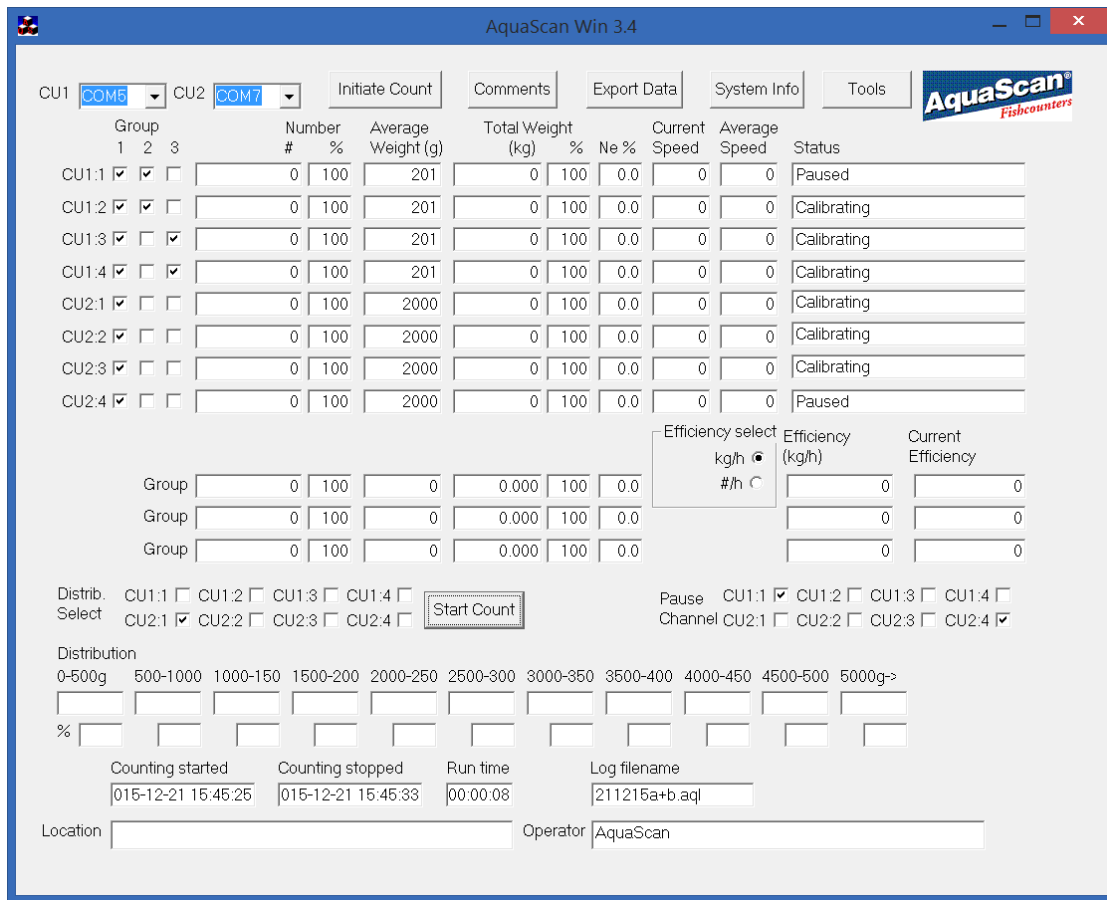 AquaScan Win 3.4
CU1 COM5 CU2 COM7 Initiate Count Comments Export Data System Info Tools AquaScan® Fishcounters
Group Number Average Total Weight Current Average
1 2 3 # % Weight (g) (kg) % Ne % Speed Speed Status
CU1:1 0 100 201 0 100 0.0 0 0 Paused
CU1:2 0 100 201 0 100 0.0 0 0 Calibrating
CU1:3 0 100 201 0 100 0.0 0 0 Calibrating
CU1:4 0 100 201 0 100 0.0 0 0 Calibrating
CU2:1 0 100 2000 0 100 0.0 0 0 Calibrating
CU2:2 0 100 2000 0 100 0.0 0 0 Calibrating
CU2:3 0 100 2000 0 100 0.0 0 0 Calibrating
CU2:4 0 100 2000 0 100 0.0 0 0 Paused
Efficiency select Efficiency Current
kg/h (kg/h) Efficiency
Group 0 100 0 0.000 100 0.0 #/h 0 0
Group 0 100 0 0.000 100 0.0 0 0
Group 0 100 0 0.000 100 0.0 0 0
Distrib. CU1:1 CU1:2 CU1:3 CU1:4 Start Count Pause CU1:1 CU1:2 CU1:3 CU1:4
Select CU2:1 CU2:2 CU2:3 CU2:4 Channel CU2:1 CU2:2 CU2:3 CU2:4
Distribution
0-500g 500-1000 1000-150 1500-200 2000-250 2500-300 3000-350 3500-400 4000-450 4500-500 5000g->
%
Counting started Counting stopped Run time Log filename
015-12-21 15:45:25 015-12-21 15:45:33 00:00:08 211215a+b.aql
Location Operator AquaScan